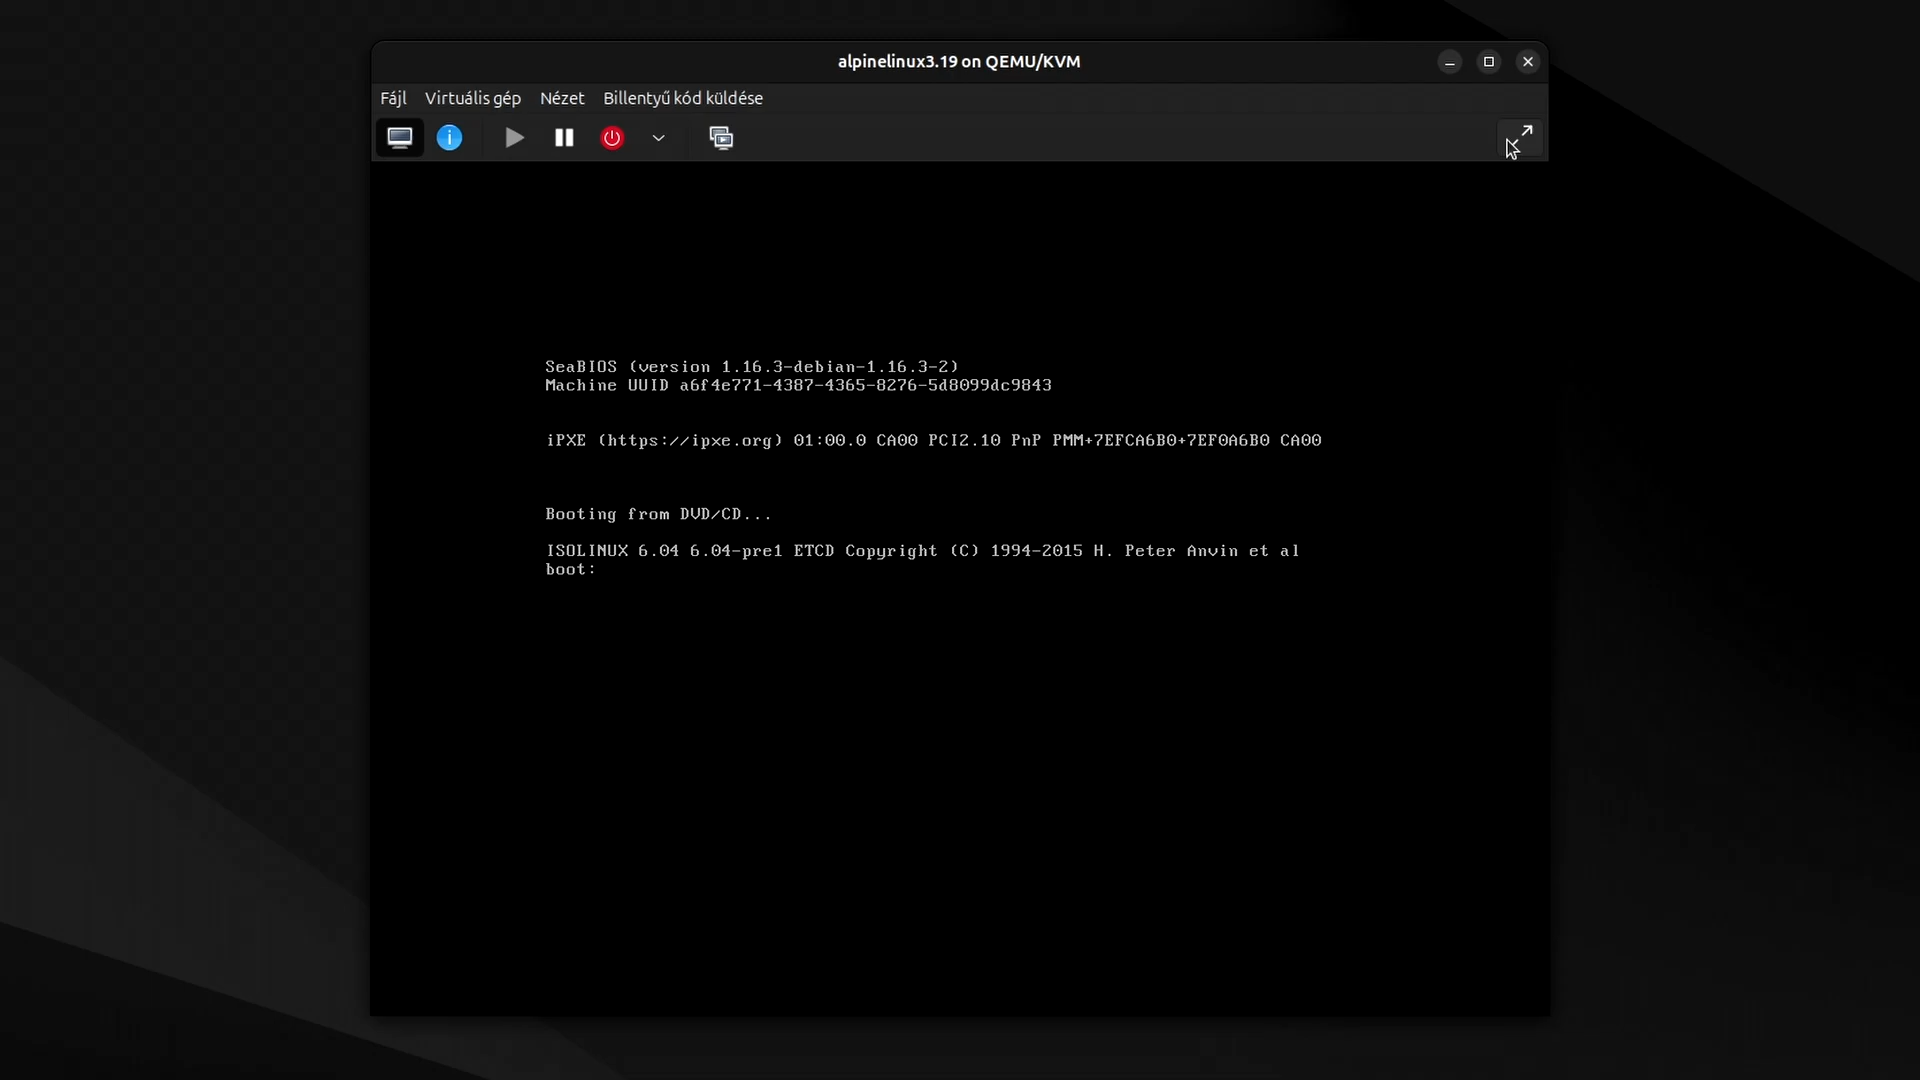 alpinelinux3.19 on QEMU/KVM
Fájl Virtuális gép Nézet Billentyű kód küldése
SeaBIOS (version 1.16.3-debian-1.16.3-2)
Machine UUID a6f4e771-4387-4365-8276-5d8099dc9843
iPXE (https://ipxe.org) 01:00.0 CA00 PCI2.10 PnP PMM+7EFCA6B0+7EF0A6B0 CA00
Booting from DVD/CD...
ISOLINUX 6.04 6.04-pre1 ETCD Copyright (C) 1994-2015 H. Peter Anvin et al
boot: